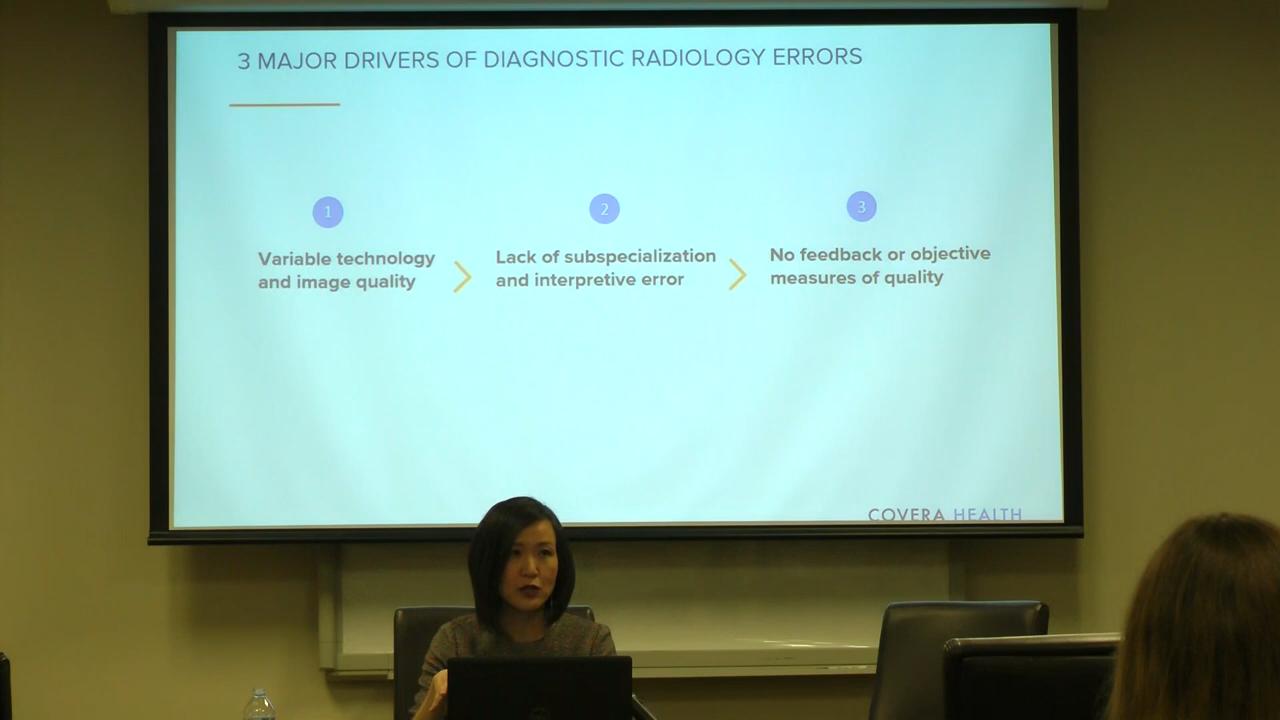 3 MAJOR DRIVERS OF DIAGNOSTIC RADIOLOGY ERRORS
1
2
3
Variable technology
and image quality
Lack of subspecialization
and interpretive error
No feedback or objective
measures of quality
COVERA HEALTH